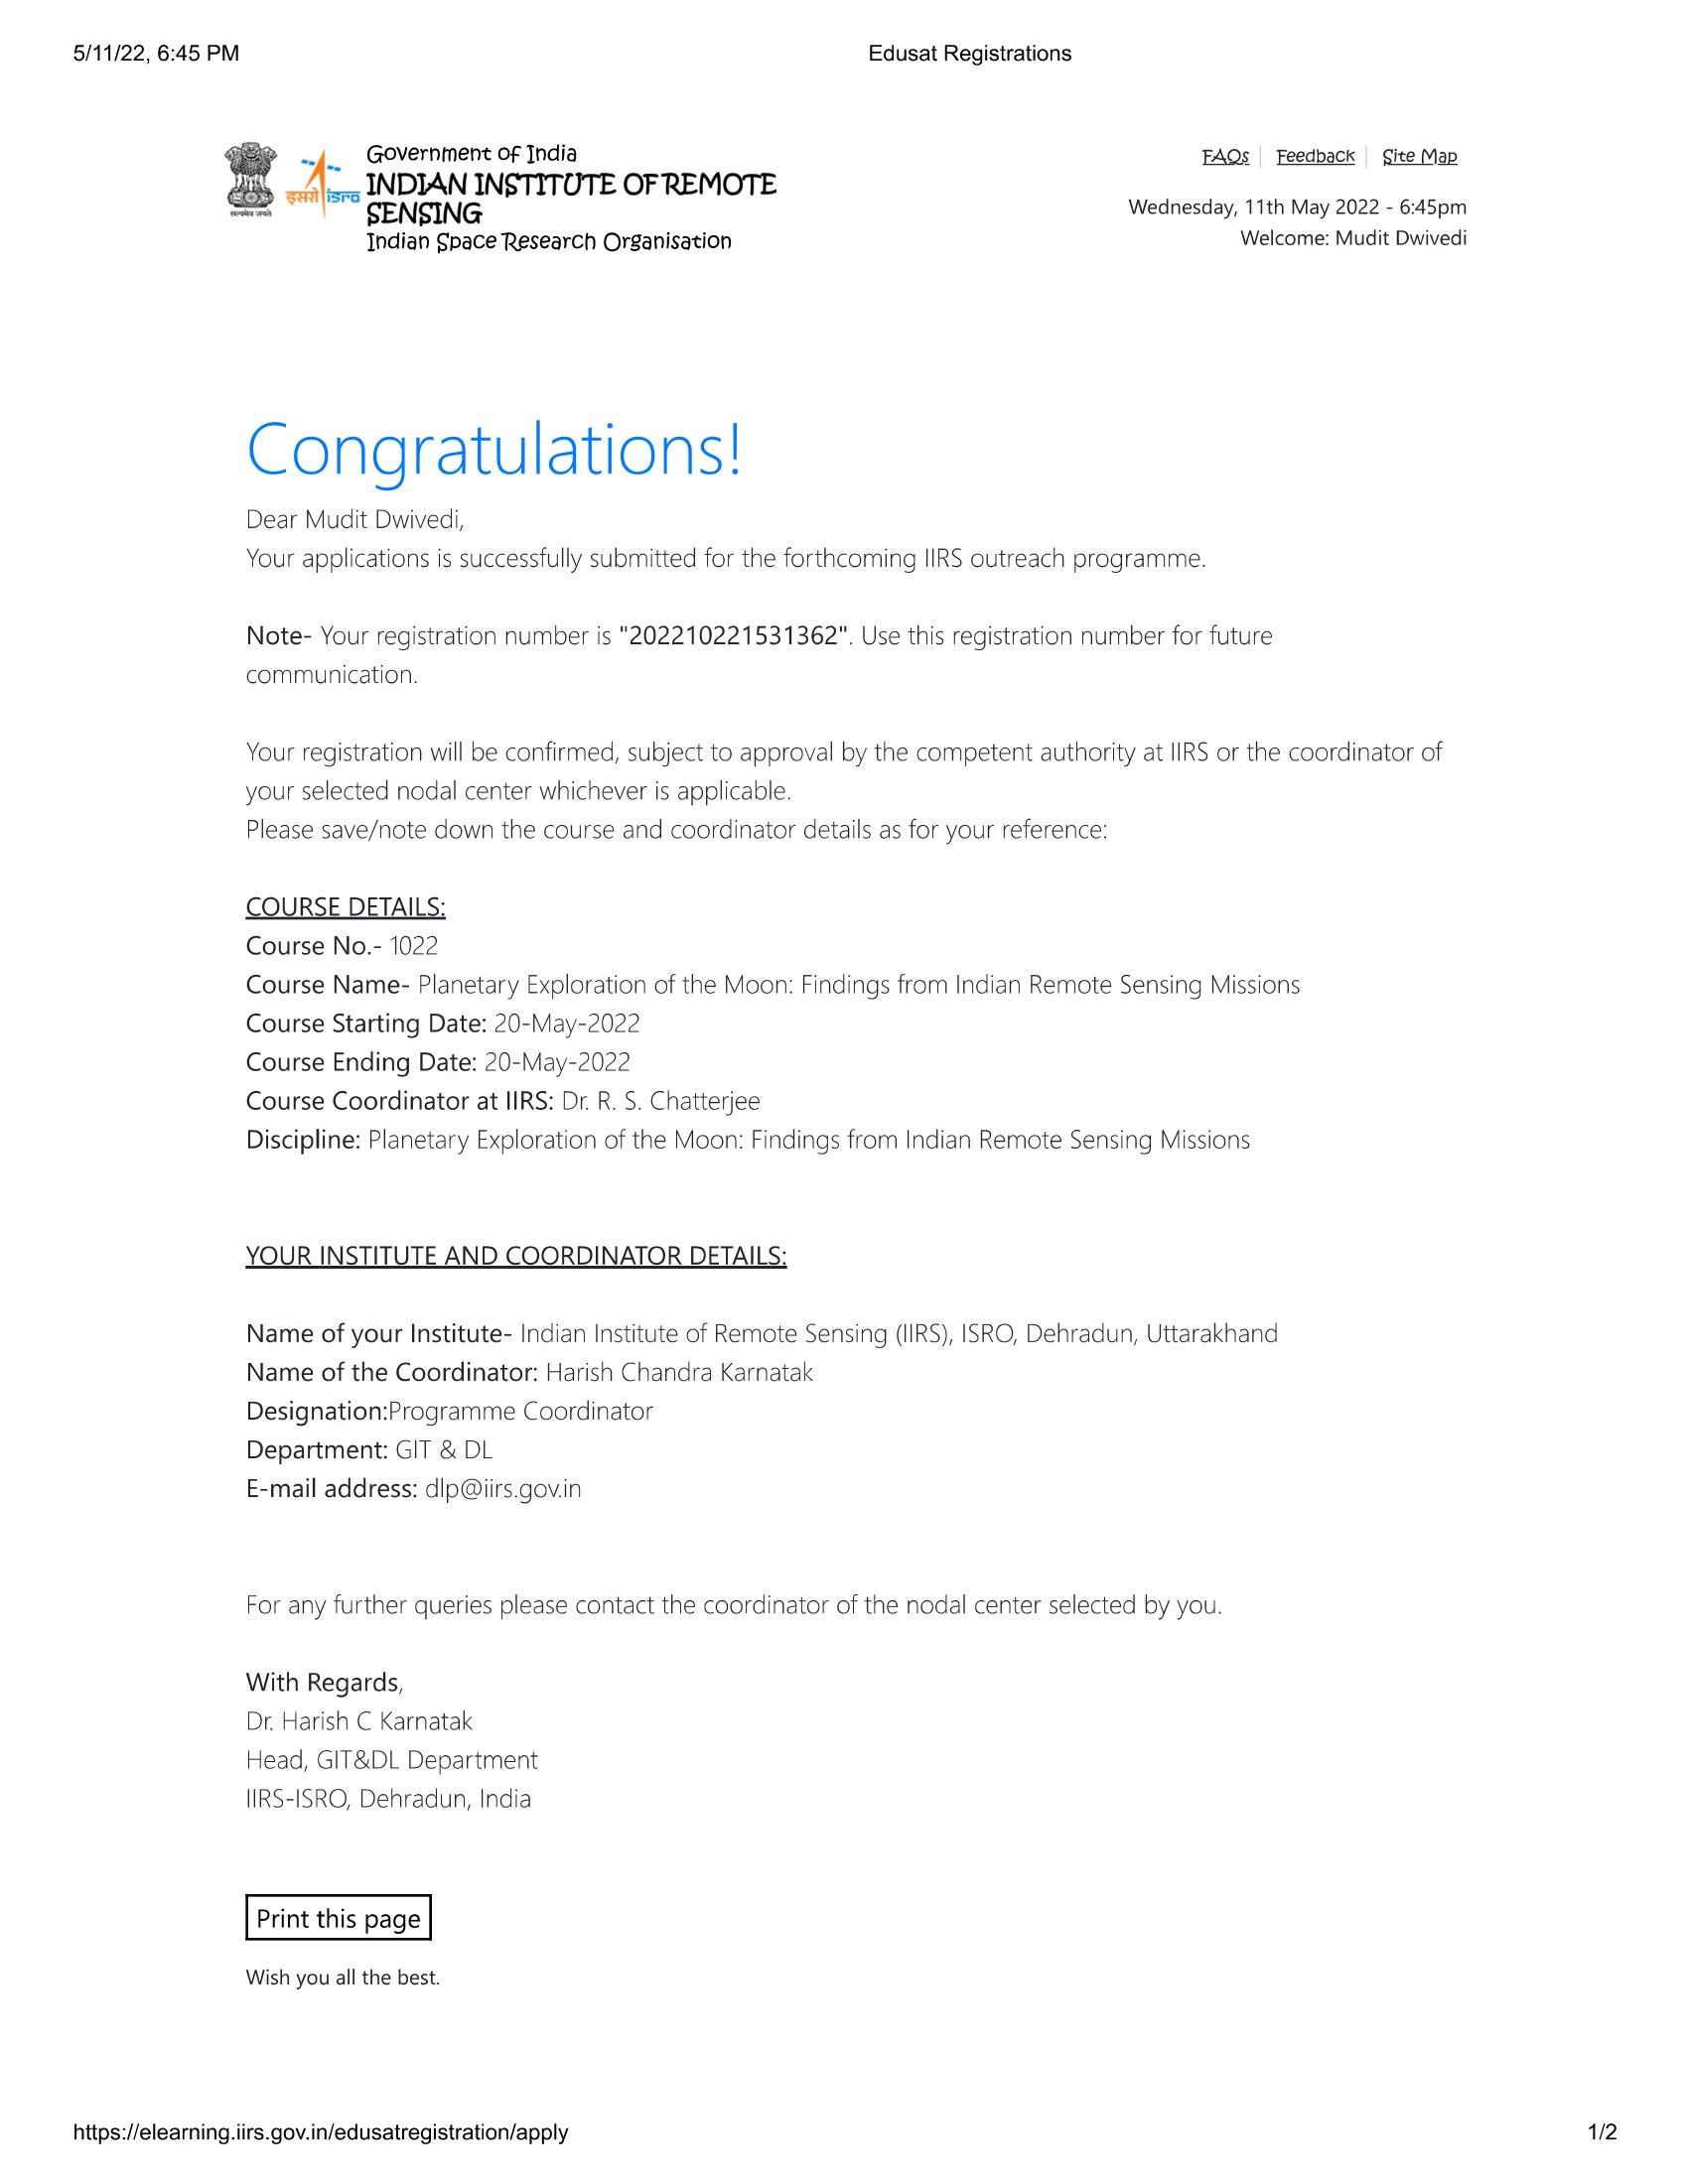 5/11/22, 6:45 PM
Edusat Registrations
Government of India
INDIAN INSTITUTE OF REMOTE
SENSING
Indian Space Research Organisation
सत्यमेव जयते
इसरो isro
FAQs Feedback Site Map
Wednesday, 11th May 2022 - 6:45pm
Welcome: Mudit Dwivedi
Congratulations!
Dear Mudit Dwivedi,
Your applications is successfully submitted for the forthcoming IIRS outreach programme.
Note- Your registration number is "202210221531362". Use this registration number for future
communication.
Your registration will be confirmed, subject to approval by the competent authority at IIRS or the coordinator of
your selected nodal center whichever is applicable.
Please save/note down the course and coordinator details as for your reference:
COURSE DETAILS:
Course No.- 1022
Course Name- Planetary Exploration of the Moon: Findings from Indian Remote Sensing Missions
Course Starting Date: 20-May-2022
Course Ending Date: 20-May-2022
Course Coordinator at IIRS: Dr. R. S. Chatterjee
Discipline: Planetary Exploration of the Moon: Findings from Indian Remote Sensing Missions
YOUR INSTITUTE AND COORDINATOR DETAILS:
Name of your Institute- Indian Institute of Remote Sensing (IIRS), ISRO, Dehradun, Uttarakhand
Name of the Coordinator: Harish Chandra Karnatak
Designation:Programme Coordinator
Department: GIT & DL
E-mail address: dlp@iirs.gov.in
For any further queries please contact the coordinator of the nodal center selected by you.
With Regards,
Dr. Harish C Karnatak
Head, GIT&DL Department
IIRS-ISRO, Dehradun, India
Print this page
Wish you all the best.
https://elearning.iirs.gov.in/edusatregistration/apply
1/2